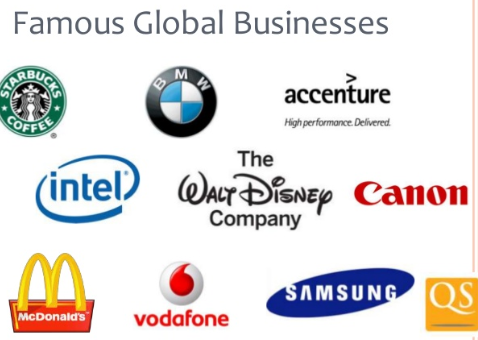 Famous Global Businesses
STARBUCKS
COFFEE
®
BMW
accenture
High performance. Delivered.
intel
The
WALT DISNEY
Company
Canon
McDonald's
vodafone
SAMSUNG
QS